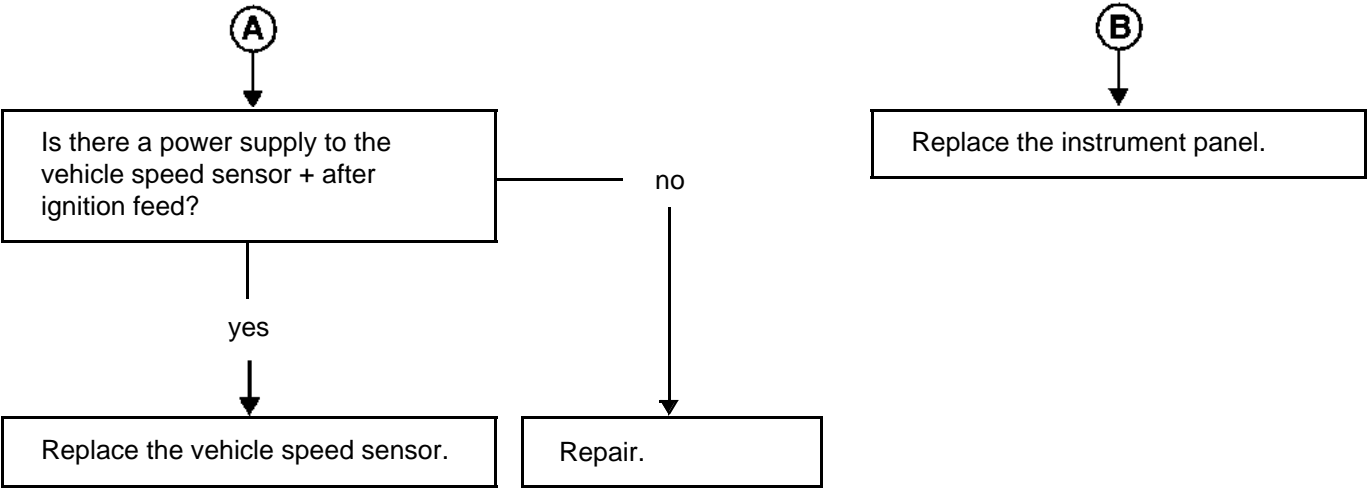 A
B
Is there a power supply to the
vehicle speed sensor + after
ignition feed?
Replace the instrument panel.
no
yes
Replace the vehicle speed sensor.
Repair.